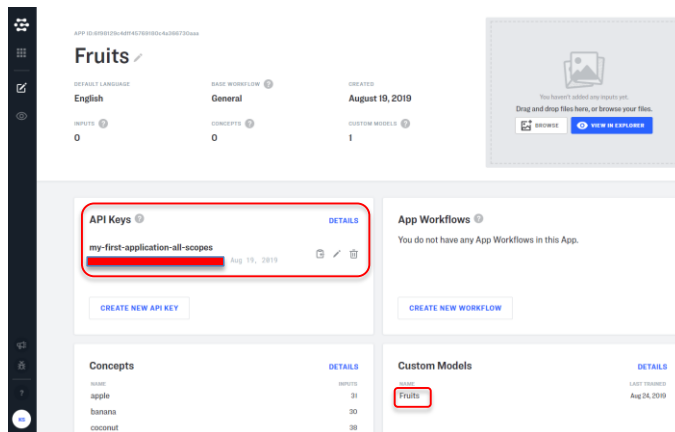 Fruits
DEFAULT LANGUAGE
BASE WORKFLOW ?
CREATED
English
General
August 19, 2019
INPUTS ?
CONCEPTS ?
CUSTOM MODELS ?
0
0
1
You haven't added any inputs yet.
Drag and drop files here, or browse your files.
BROWSE
VIEW IN EXPLORER
API Keys ?
DETAILS
my-first-application-all-scopes
Aug 19, 2019
CREATE NEW API KEY
App Workflows ?
You do not have any App Workflows in this App.
CREATE NEW WORKFLOW
Concepts
DETAILS
NAME
INPUTS
apple
31
banana
30
coconut
38
Custom Models
DETAILS
NAME
LAST TRAINED
Fruits
Aug 24, 2019
?